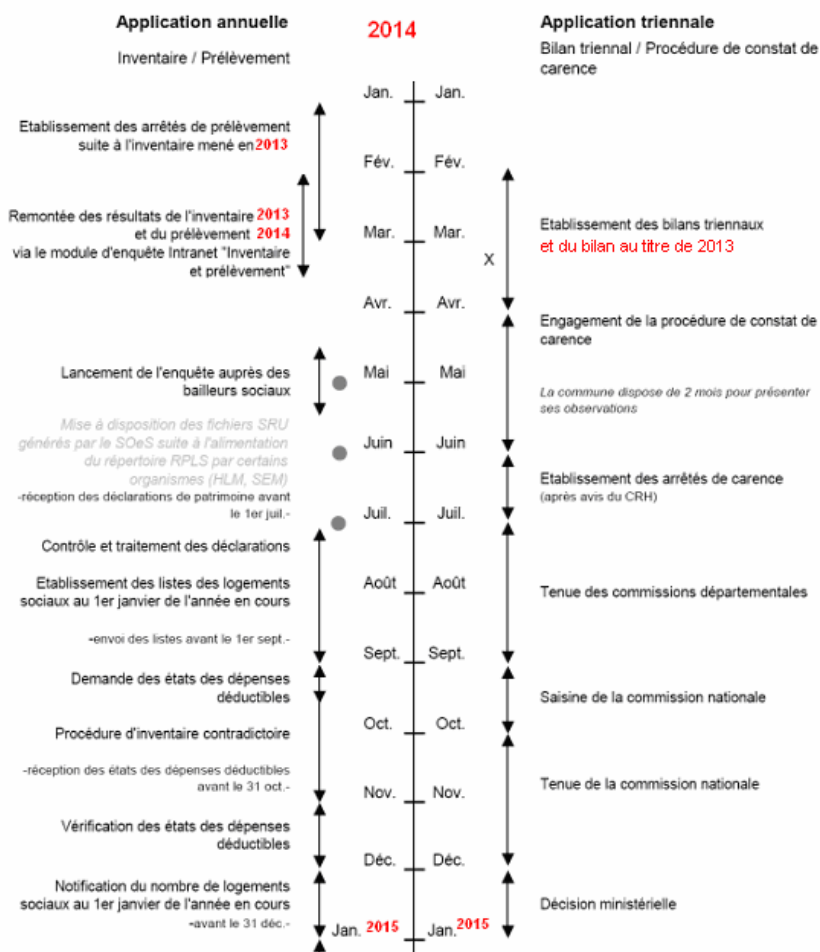 Application annuelle
2014
Application triennale
Inventaire / Prélèvement
Bilan triennal / Procédure de constat de
carence
Jan.
Jan.
Etablissement des arrêtés de prélèvement
suite à l'inventaire mené en 2013
Fév.
Fév.
Remontée des résultats de l'inventaire 2013
et du prélèvement 2014
via le module d'enquête Intranet "Inventaire
et prélèvement"
Mar.
Mar.
Etablissement des bilans triennaux
et du bilan au titre de 2013
X
Avr.
Avr.
Engagement de la procédure de constat de
carence
Lancement de l'enquête auprès des
bailleurs sociaux
Mai
Mai
La commune dispose de 2 mois pour présenter
ses observations
Mise à disposition des fichiers SRU
générés par le SOeS suite à l'alimentation
du répertoire RPLS par certains
organismes (HLM, SEM)
-réception des déclarations de patrimoine avant
le 1er juil.-
Juin
Juin
Etablissement des arrêtés de carence
(après avis du CRH)
Juil.
Juil.
Contrôle et traitement des déclarations
Etablissement des listes des logements
sociaux au 1er janvier de l'année en cours
Août
Août
Tenue des commissions départementales
-envoi des listes avant le 1er sept.-
Sept.
Sept.
Demande des états des dépenses
déductibles
Saisine de la commission nationale
Procédure d'inventaire contradictoire
Oct.
Oct.
-réception des états des dépenses déductibles
avant le 31 oct.-
Nov.
Nov.
Tenue de la commission nationale
Vérification des états des dépenses
déductibles
Déc.
Déc.
Notification du nombre de logements
sociaux au 1er janvier de l'année en cours
-avant le 31 déc.-
Décision ministérielle
Jan. 2015
Jan. 2015